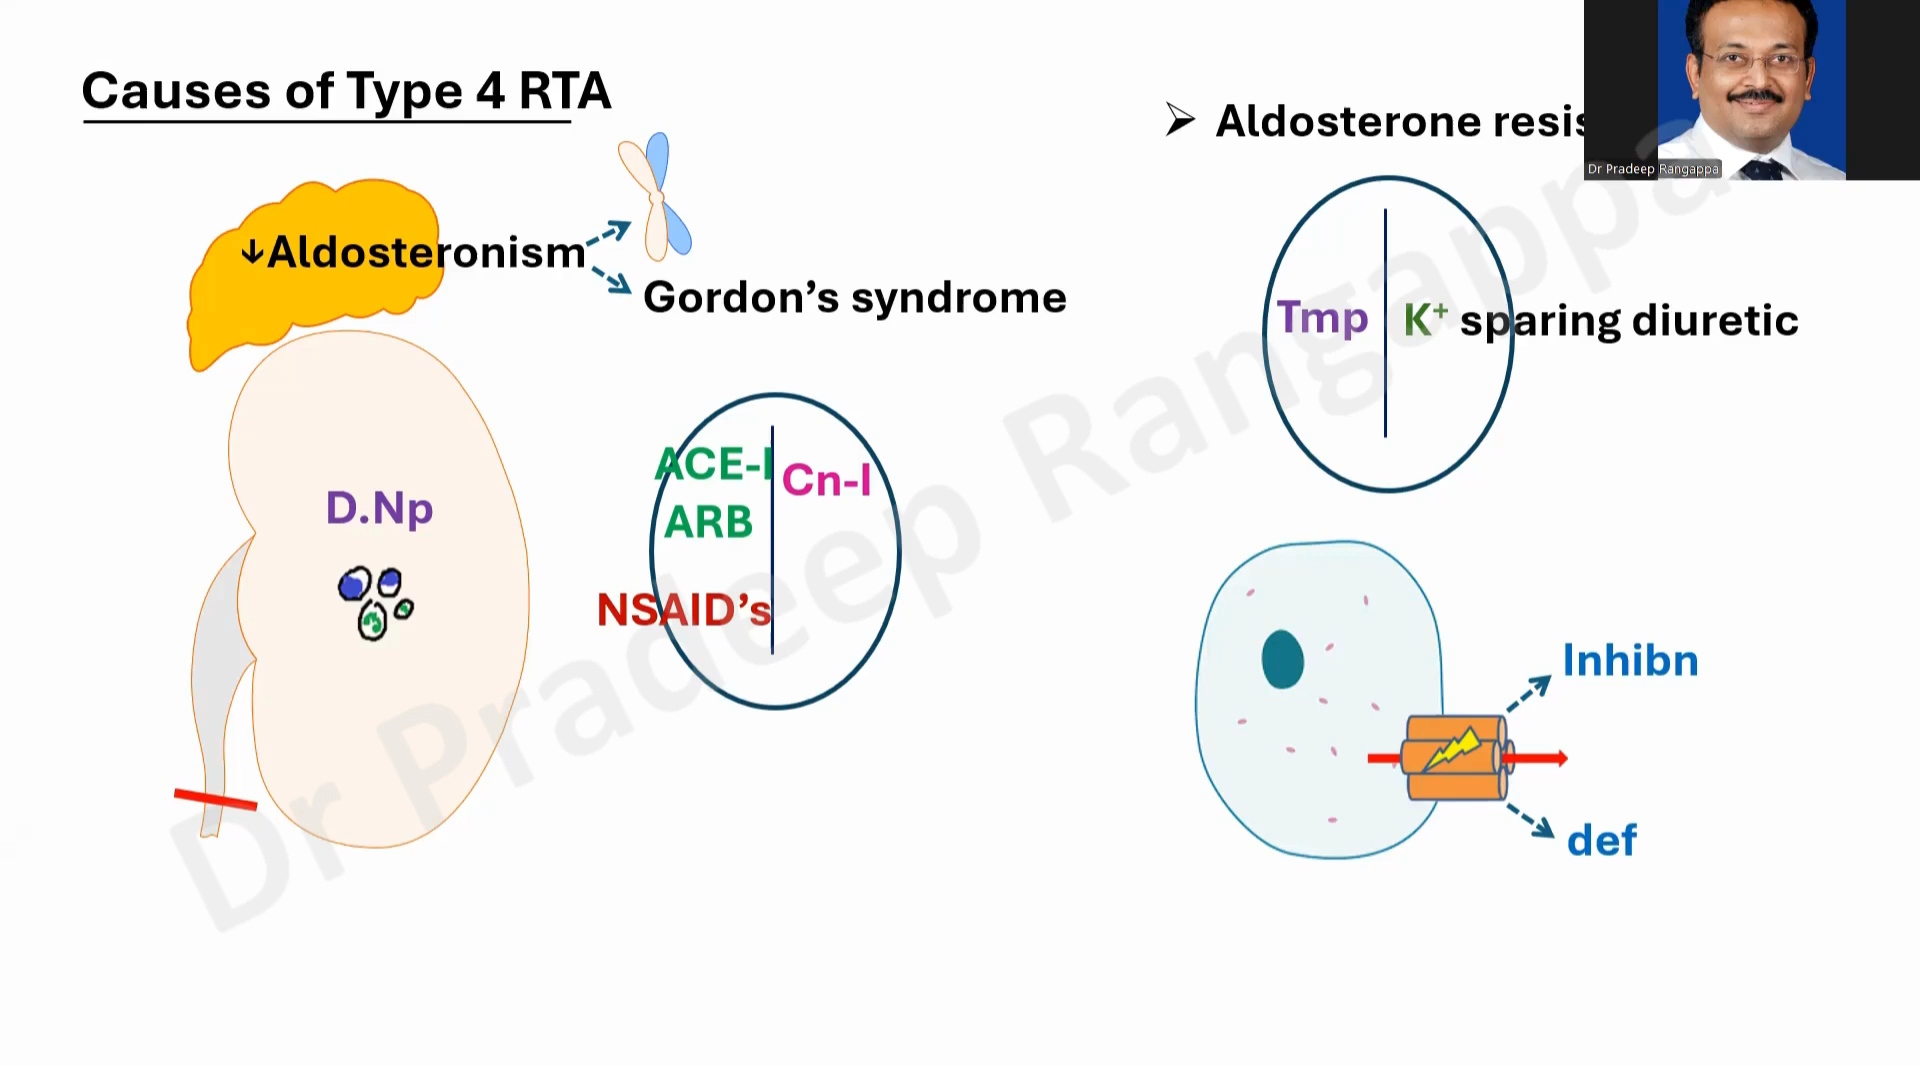 Causes of Type 4 RTA
➢ Aldosterone resis
Dr Pradeep Rangappa
↓Aldosteronism
Gordon's syndrome
Tmp
K⁺ sparing diuretic
ACE-I
ARB
Cn-I
NSAID's
D.Np
Inhibn
def
Dr Pradeep Rangappa